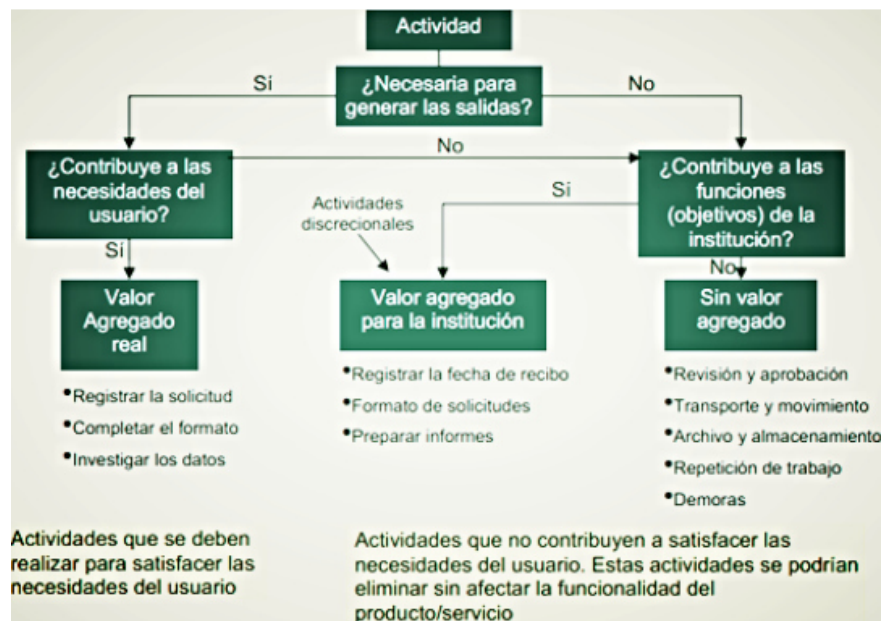 Actividad
¿Necesaria para
generar las salidas?
Sí
No
¿Contribuye a las
necesidades del
usuario?
No
¿Contribuye a las
funciones
(objetivos) de la
institución?
Sí
Actividades
discrecionales
Sí
No
Valor
Agregado
real
Valor agregado
para la institución
Sin valor
agregado
•Registrar la solicitud
•Completar el formato
•Investigar los datos
•Registrar la fecha de recibo
•Formato de solicitudes
•Preparar informes
•Revisión y aprobación
•Transporte y movimiento
•Archivo y almacenamiento
•Repetición de trabajo
•Demoras
Actividades que se deben
realizar para satisfacer las
necesidades del usuario
Actividades que no contribuyen a satisfacer las
necesidades del usuario. Estas actividades se podrían
eliminar sin afectar la funcionalidad del
producto/servicio